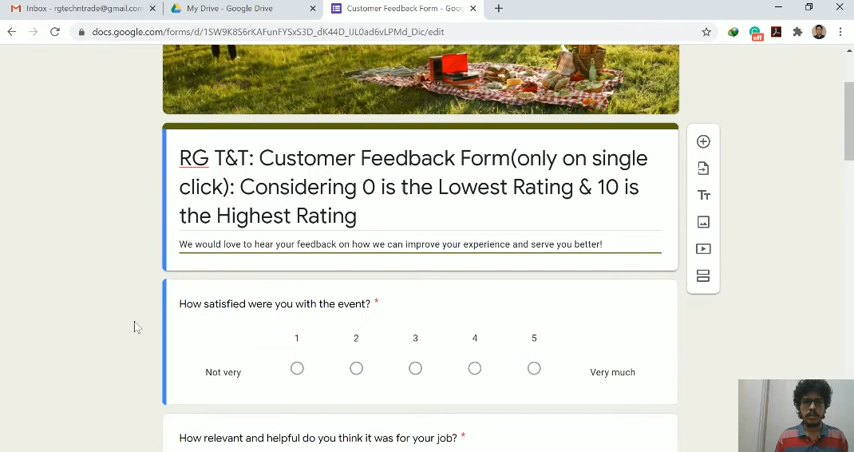 Inbox - rgtechntrade@gmail.com
My Drive - Google Drive
Customer Feedback Form - Goog
docs.google.com/forms/d/1SW9K8S6rKAFunFYSxS3D_dK44D_IJL0ad6vLPMd_Dic/edit
off
RG T&T: Customer Feedback Form(only on single
click): Considering 0 is the Lowest Rating & 10 is
the Highest Rating
We would love to hear your feedback on how we can improve your experience and serve you better!
How satisfied were you with the event? *
1 2 3 4 5
Not very Very much
How relevant and helpful do you think it was for your job? *
Tт